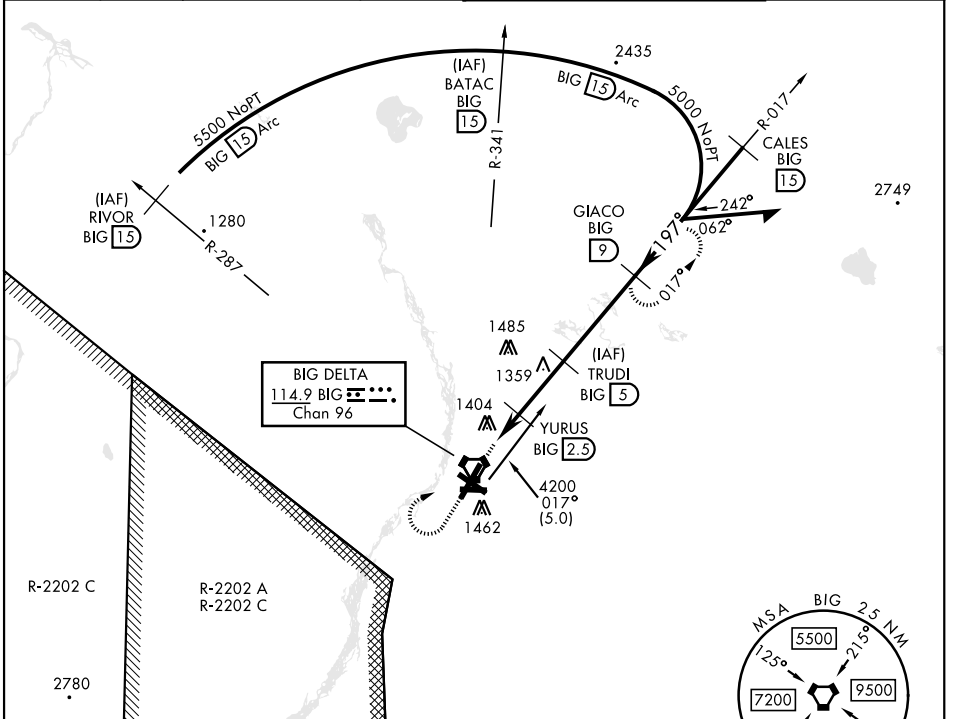 2435
(IAF)
BATAC
BIG
15
BIG 15 Arc
5000 NoPT
5500 NoPT
BIG 15 Arc
R-017
R-341
CALES
BIG
15
2749
(IAF)
RIVOR
BIG 15
1280
R-287
GIACO
BIG
9
242°
062°
197°
017°
1485
1359
(IAF)
TRUDI
BIG 5
BIG DELTA
114.9 BIG
Chan 96
1404
YURUS
BIG 2.5
4200
017°
(5.0)
1462
R-2202 C
R-2202 A
R-2202 C
2780
MSA BIG 25 NM
5500
125°
215°
7200
9500